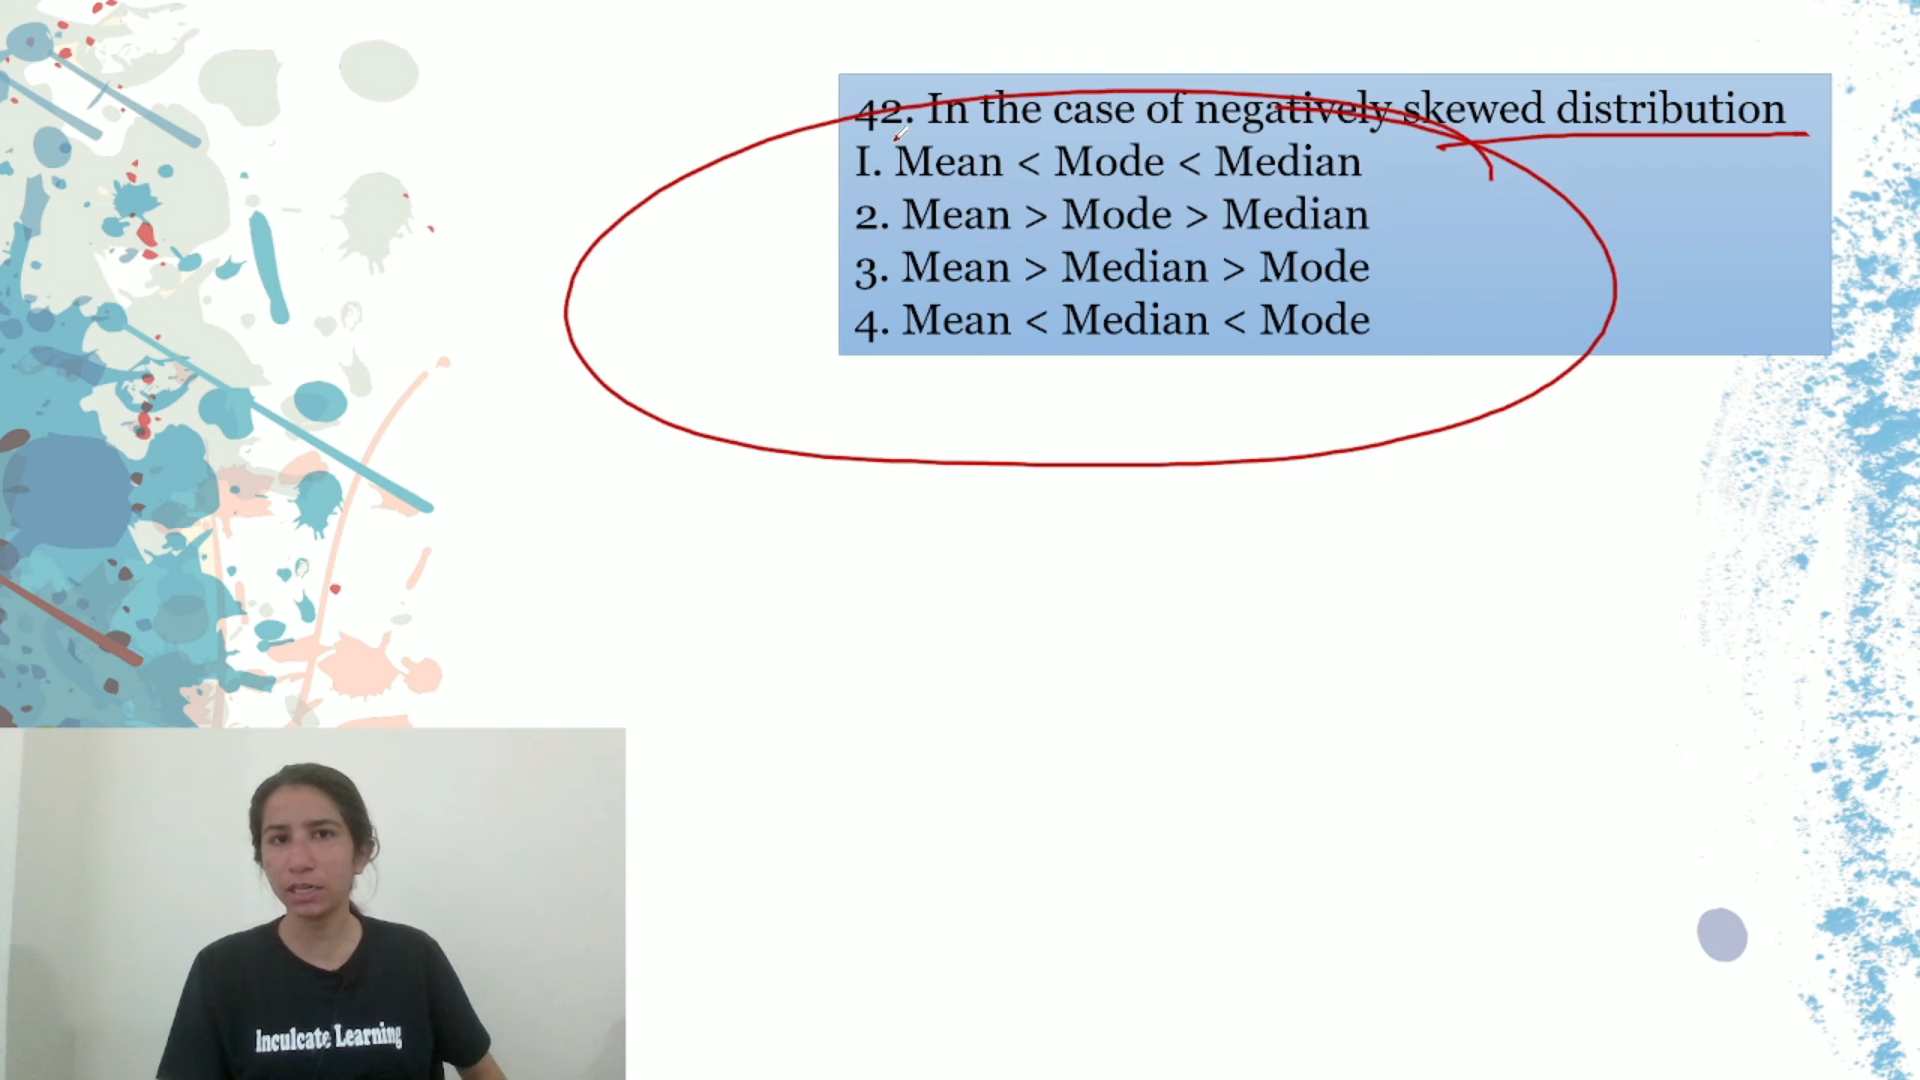 42. In the case of negatively skewed distribution
I. Mean < Mode < Median
2. Mean > Mode > Median
3. Mean > Median > Mode
4. Mean < Median < Mode
Inculcate Learning